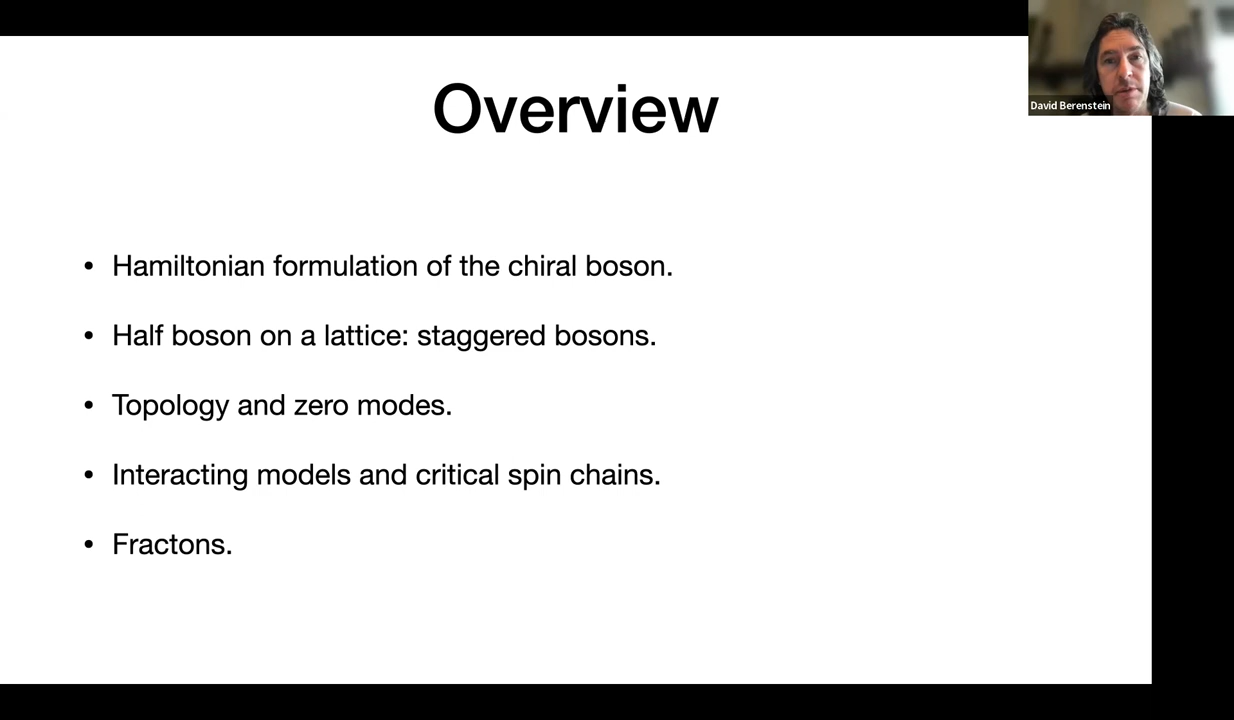 Overview
David Berenstein
• Hamiltonian formulation of the chiral boson.
• Half boson on a lattice: staggered bosons.
• Topology and zero modes.
• Interacting models and critical spin chains.
• Fractons.